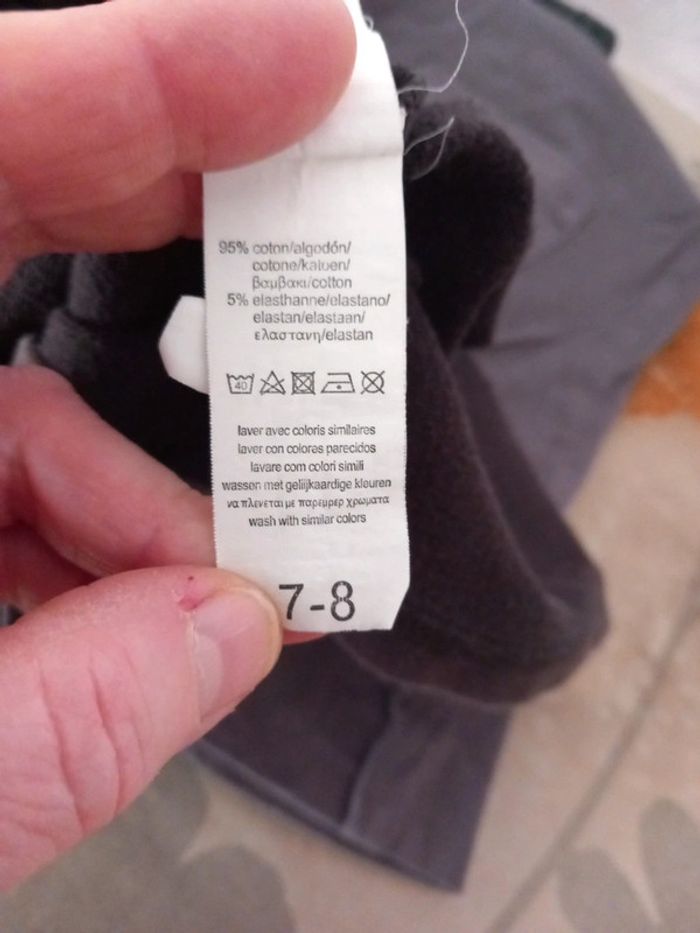 95% coton/algodón/
cotone/katoen/
βαμβακι/cotton
5% elasthanne/elastano/
elastan/elastaan/
ελαστανη/elastan
40
laver avec coloris similaires
laver con colores parecidos
lavare com colori simili
wassen met gelijkaardige kleuren
να πλενεται με παρεμρερ χρωματα
wash with similar colors
7-8